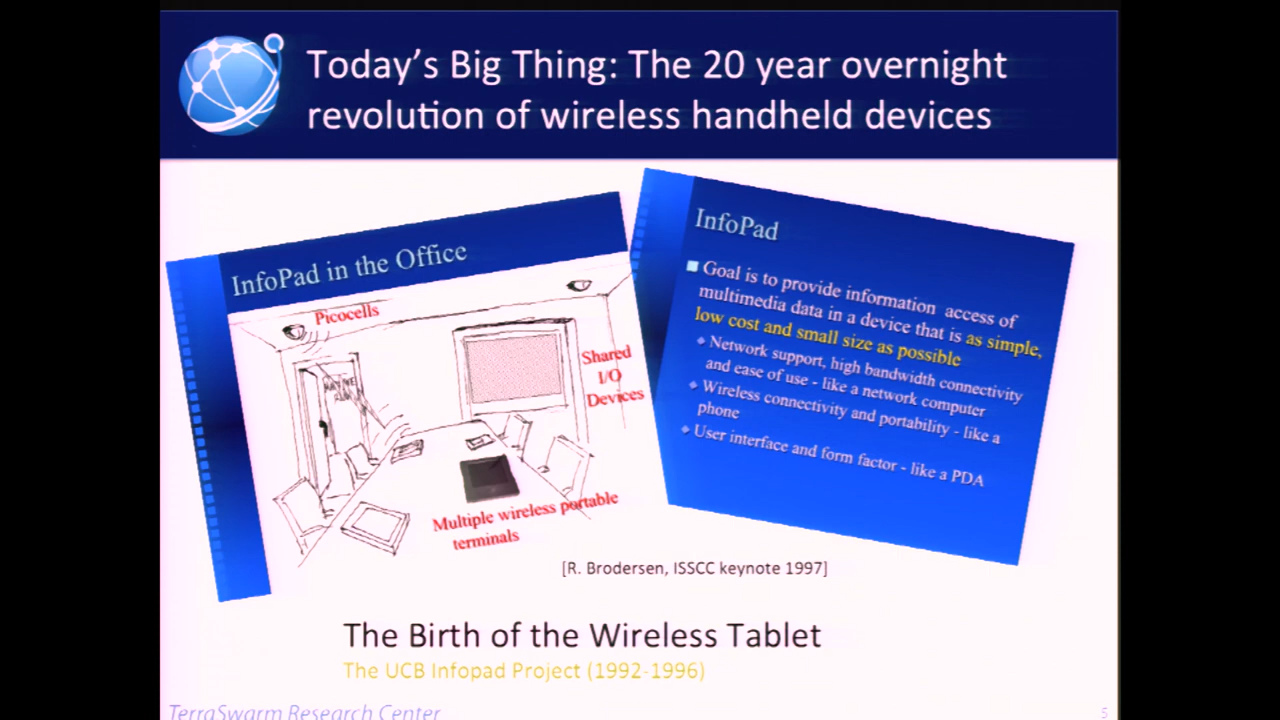 Today's Big Thing: The 20 year overnight
revolution of wireless handheld devices
InfoPad in the Office
Picocells
Shared
I/O
Devices
Multiple wireless portable
terminals
InfoPad
Goal is to provide information access of
multimedia data in a device that is as simple,
low cost and small size as possible
Network support, high bandwidth connectivity
and ease of use - like a network computer
Wireless connectivity and portability - like a
phone
User interface and form factor - like a PDA
[R. Brodersen, ISSCC keynote 1997]
The Birth of the Wireless Tablet
The UCB Infopad Project (1992-1996)
TerraSwarm Research Center
5